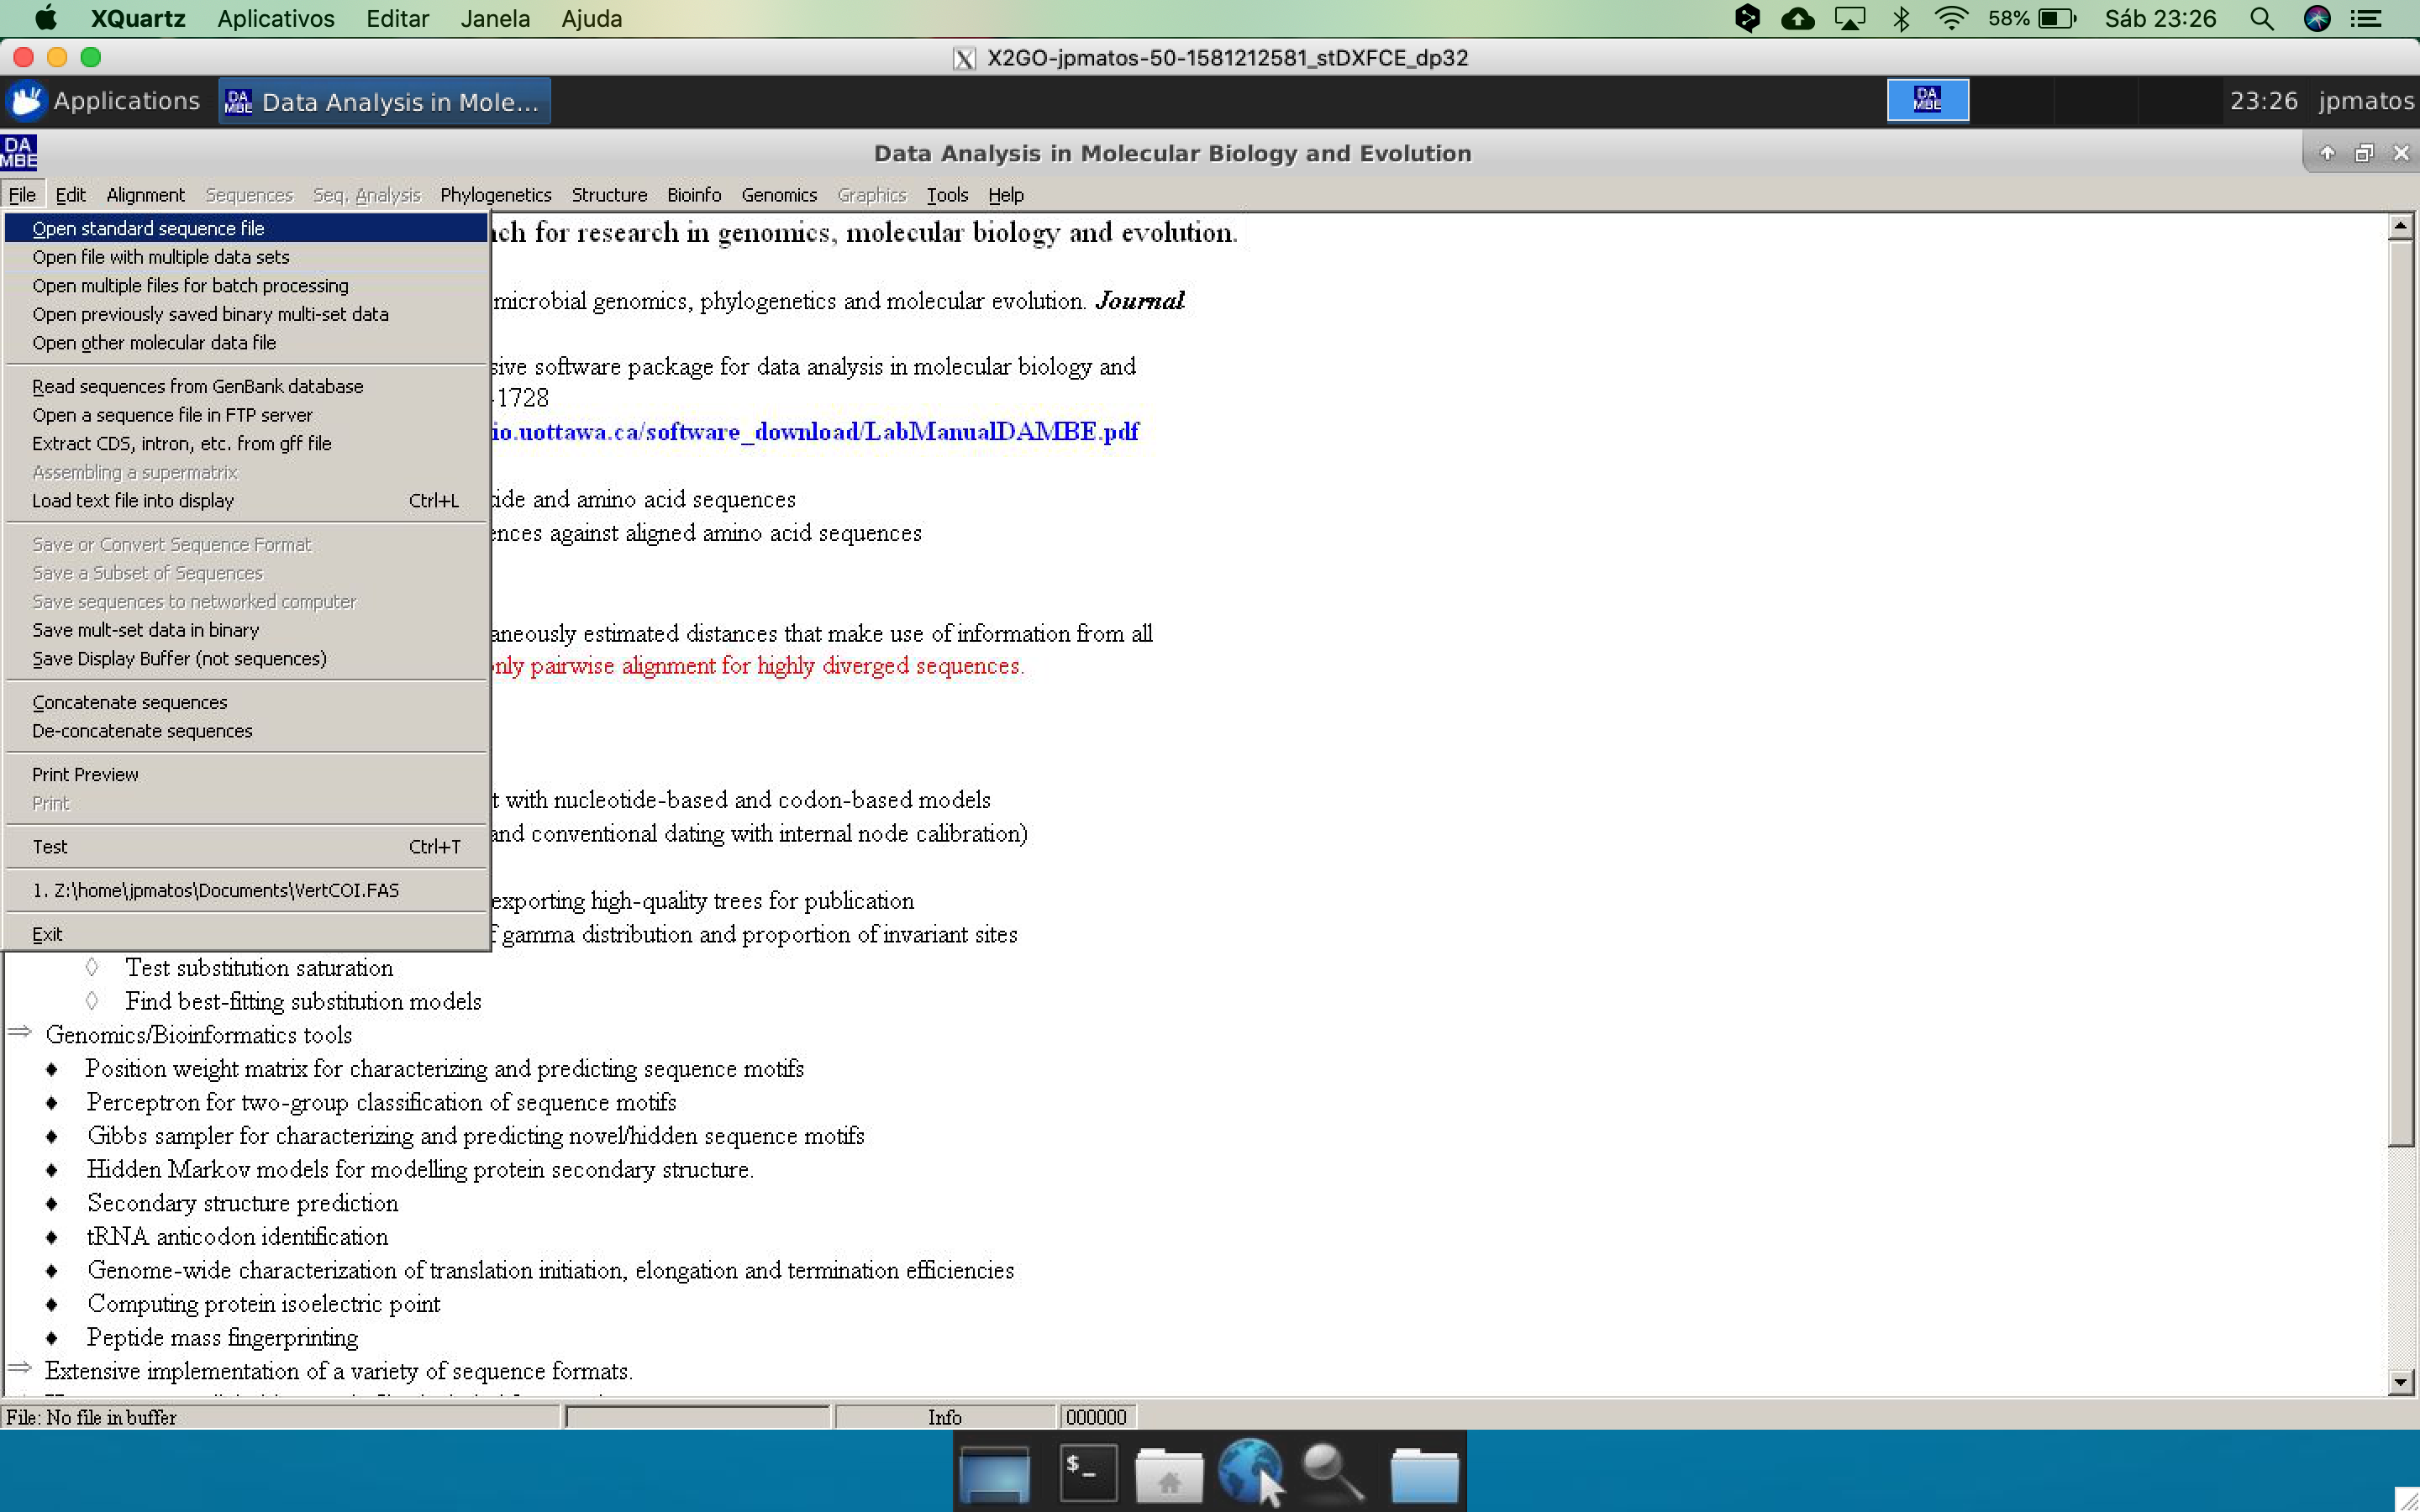 XQuartz Aplicativos Editar Janela Ajuda 58% Sáb 23:26
X2GO-jpmatos-50-1581212581_stDXFCE_dp32
Applications DA MBE Data Analysis in Mole... DA MBE 23:26 jpmatos
DA MBE Data Analysis in Molecular Biology and Evolution
File Edit Alignment Sequences Seq. Analysis Phylogenetics Structure Bioinfo Genomics Graphics Tools Help
Open standard sequence file
Open file with multiple data sets
Open multiple files for batch processing
Open previously saved binary multi-set data
Open other molecular data file
Read sequences from GenBank database
Open a sequence file in FTP server
Extract CDS, intron, etc. from gff file
Assembling a supermatrix
Load text file into display Ctrl+L
Save or Convert Sequence Format
Save a Subset of Sequences
Save sequences to networked computer
Save mult-set data in binary
Save Display Buffer (not sequences)
Concatenate sequences
De-concatenate sequences
Print Preview
Print
Test Ctrl+T
1. Z:\home\jpmatos\Documents\VertCOI.FAS
Exit
for research in genomics, molecular biology and evolution.
microbial genomics, phylogenetics and molecular evolution. Journal
sive software package for data analysis in molecular biology and
-1728
io.uottawa.ca/software_download/LabManualDAMBE.pdf
ide and amino acid sequences
ences against aligned amino acid sequences
aneously estimated distances that make use of information from all
nly pairwise alignment for highly diverged sequences.
t with nucleotide-based and codon-based models
and conventional dating with internal node calibration)
exporting high-quality trees for publication
f gamma distribution and proportion of invariant sites
◊ Test substitution saturation
◊ Find best-fitting substitution models
⇒ Genomics/Bioinformatics tools
♦ Position weight matrix for characterizing and predicting sequence motifs
♦ Perceptron for two-group classification of sequence motifs
♦ Gibbs sampler for characterizing and predicting novel/hidden sequence motifs
♦ Hidden Markov models for modelling protein secondary structure.
♦ Secondary structure prediction
♦ tRNA anticodon identification
♦ Genome-wide characterization of translation initiation, elongation and termination efficiencies
♦ Computing protein isoelectric point
♦ Peptide mass fingerprinting
⇒ Extensive implementation of a variety of sequence formats.
File: No file in buffer Info 000000
$_